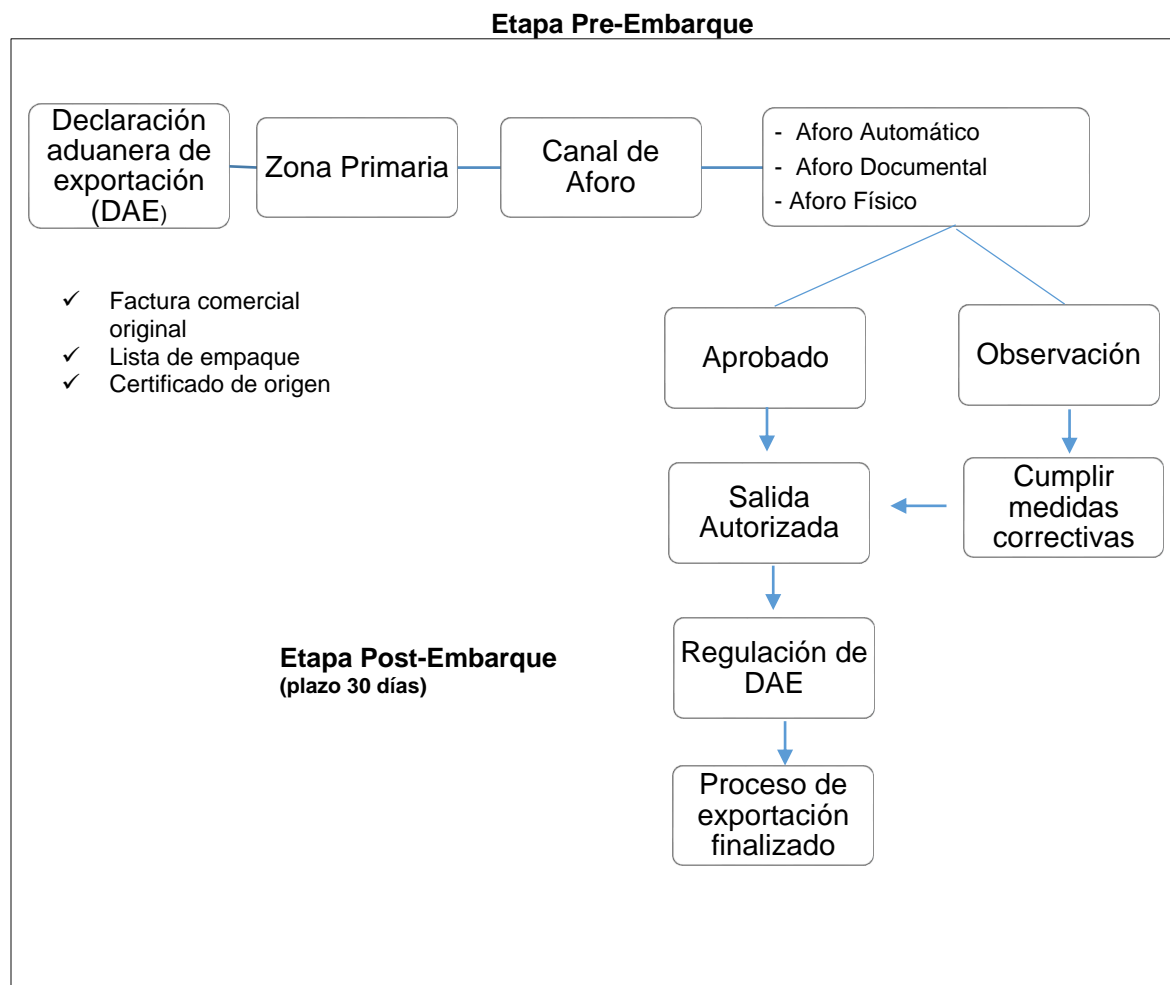 Etapa Pre-Embarque
Declaración
aduanera de
exportación
(DAE)
Zona Primaria
Canal de
Aforo
- Aforo Automático
- Aforo Documental
- Aforo Físico
✓ Factura comercial
original
✓ Lista de empaque
✓ Certificado de origen
Aprobado
Observación
Salida
Autorizada
Cumplir
medidas
correctivas
Etapa Post-Embarque
(plazo 30 días)
Regulación de
DAE
Proceso de
exportación
finalizado